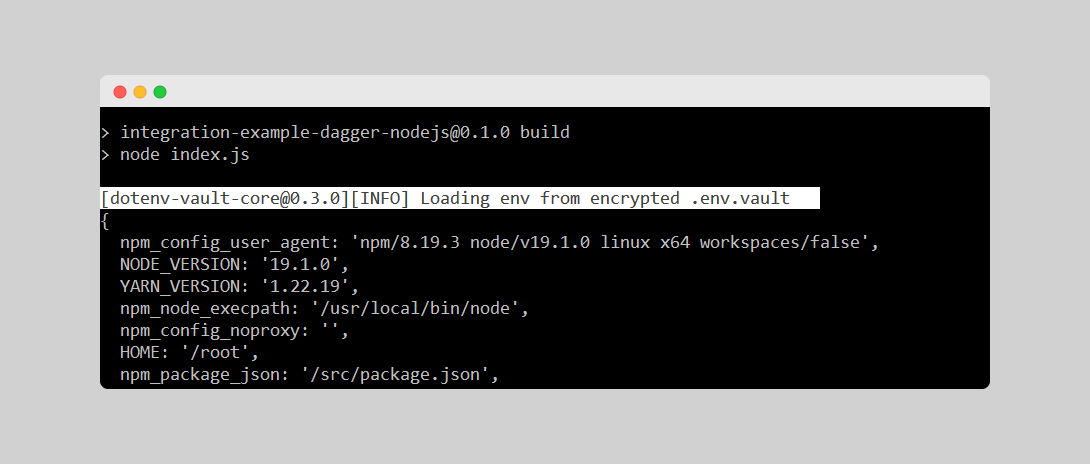 > integration-example-dagger-nodejs@0.1.0 build
> node index.js
[dotenv-vault-core@0.3.0][INFO] Loading env from encrypted .env.vault
{
npm_config_user_agent: 'npm/8.19.3 node/v19.1.0 linux x64 workspaces/false',
NODE_VERSION: '19.1.0',
YARN_VERSION: '1.22.19',
npm_node_execpath: '/usr/local/bin/node',
npm_config_noproxy: '',
HOME: '/root',
npm_package_json: '/src/package.json',